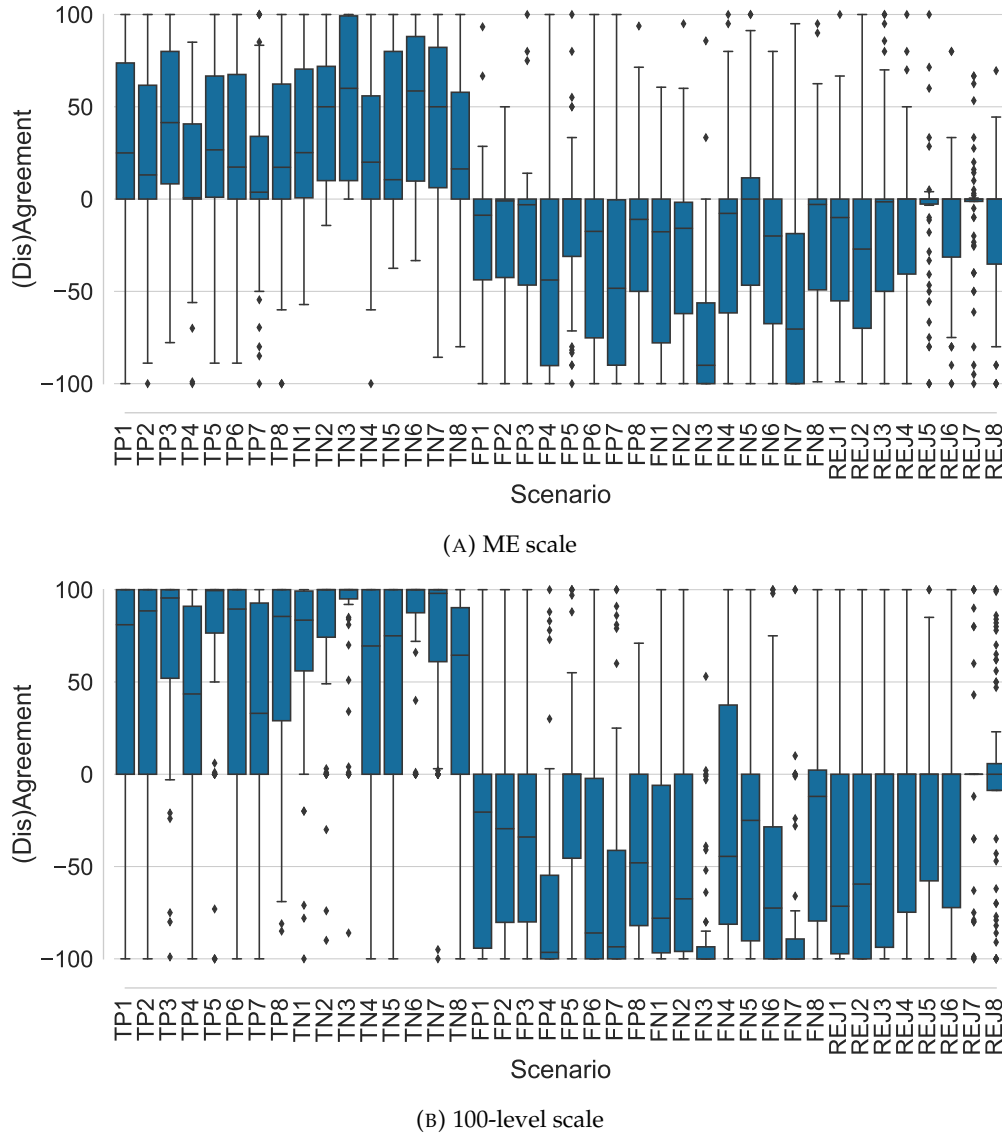 100
50
0
−50
−100
(Dis)Agreement
TP1 TP2 TP3 TP4 TP5 TP6 TP7 TP8 TN1 TN2 TN3 TN4 TN5 TN6 TN7 TN8 FP1 FP2 FP3 FP4 FP5 FP6 FP7 FP8 FN1 FN2 FN3 FN4 FN5 FN6 FN7 FN8 REJ1 REJ2 REJ3 REJ4 REJ5 REJ6 REJ7 REJ8
Scenario
(A) ME scale
100
50
0
−50
−100
(Dis)Agreement
TP1 TP2 TP3 TP4 TP5 TP6 TP7 TP8 TN1 TN2 TN3 TN4 TN5 TN6 TN7 TN8 FP1 FP2 FP3 FP4 FP5 FP6 FP7 FP8 FN1 FN2 FN3 FN4 FN5 FN6 FN7 FN8 REJ1 REJ2 REJ3 REJ4 REJ5 REJ6 REJ7 REJ8
Scenario
(B) 100-level scale